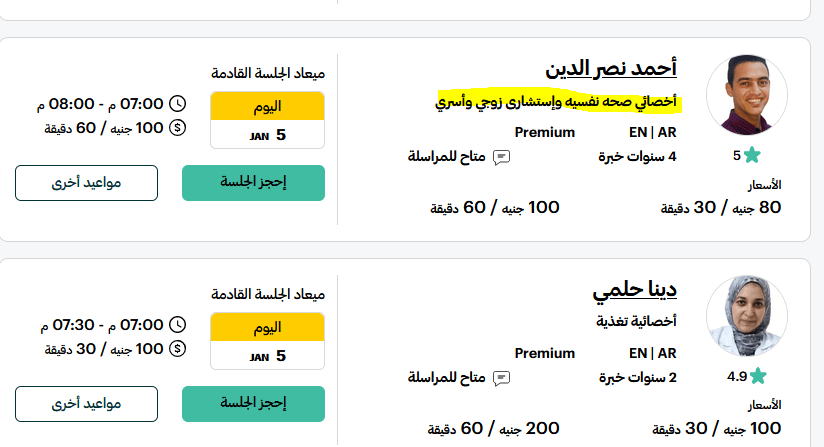 أحمد نصر الدين
أخصائي صحه نفسيه وإستشارى زوجي وأسري
EN | AR
Premium
4 سنوات خبرة
متاح للمراسلة
5
الأسعار
80 جنيه / 30 دقيقة
100 جنيه / 60 دقيقة
ميعاد الجلسة القادمة
اليوم
JAN 5
07:00 م - 08:00 م
100 جنيه / 60 دقيقة
إحجز الجلسة
مواعيد أخرى
دينا حلمي
أخصائية تغذية
EN | AR
Premium
2 سنوات خبرة
متاح للمراسلة
4.9
الأسعار
100 جنيه / 30 دقيقة
200 جنيه / 60 دقيقة
ميعاد الجلسة القادمة
اليوم
JAN 5
07:00 م - 07:30 م
100 جنيه / 30 دقيقة
إحجز الجلسة
مواعيد أخرى